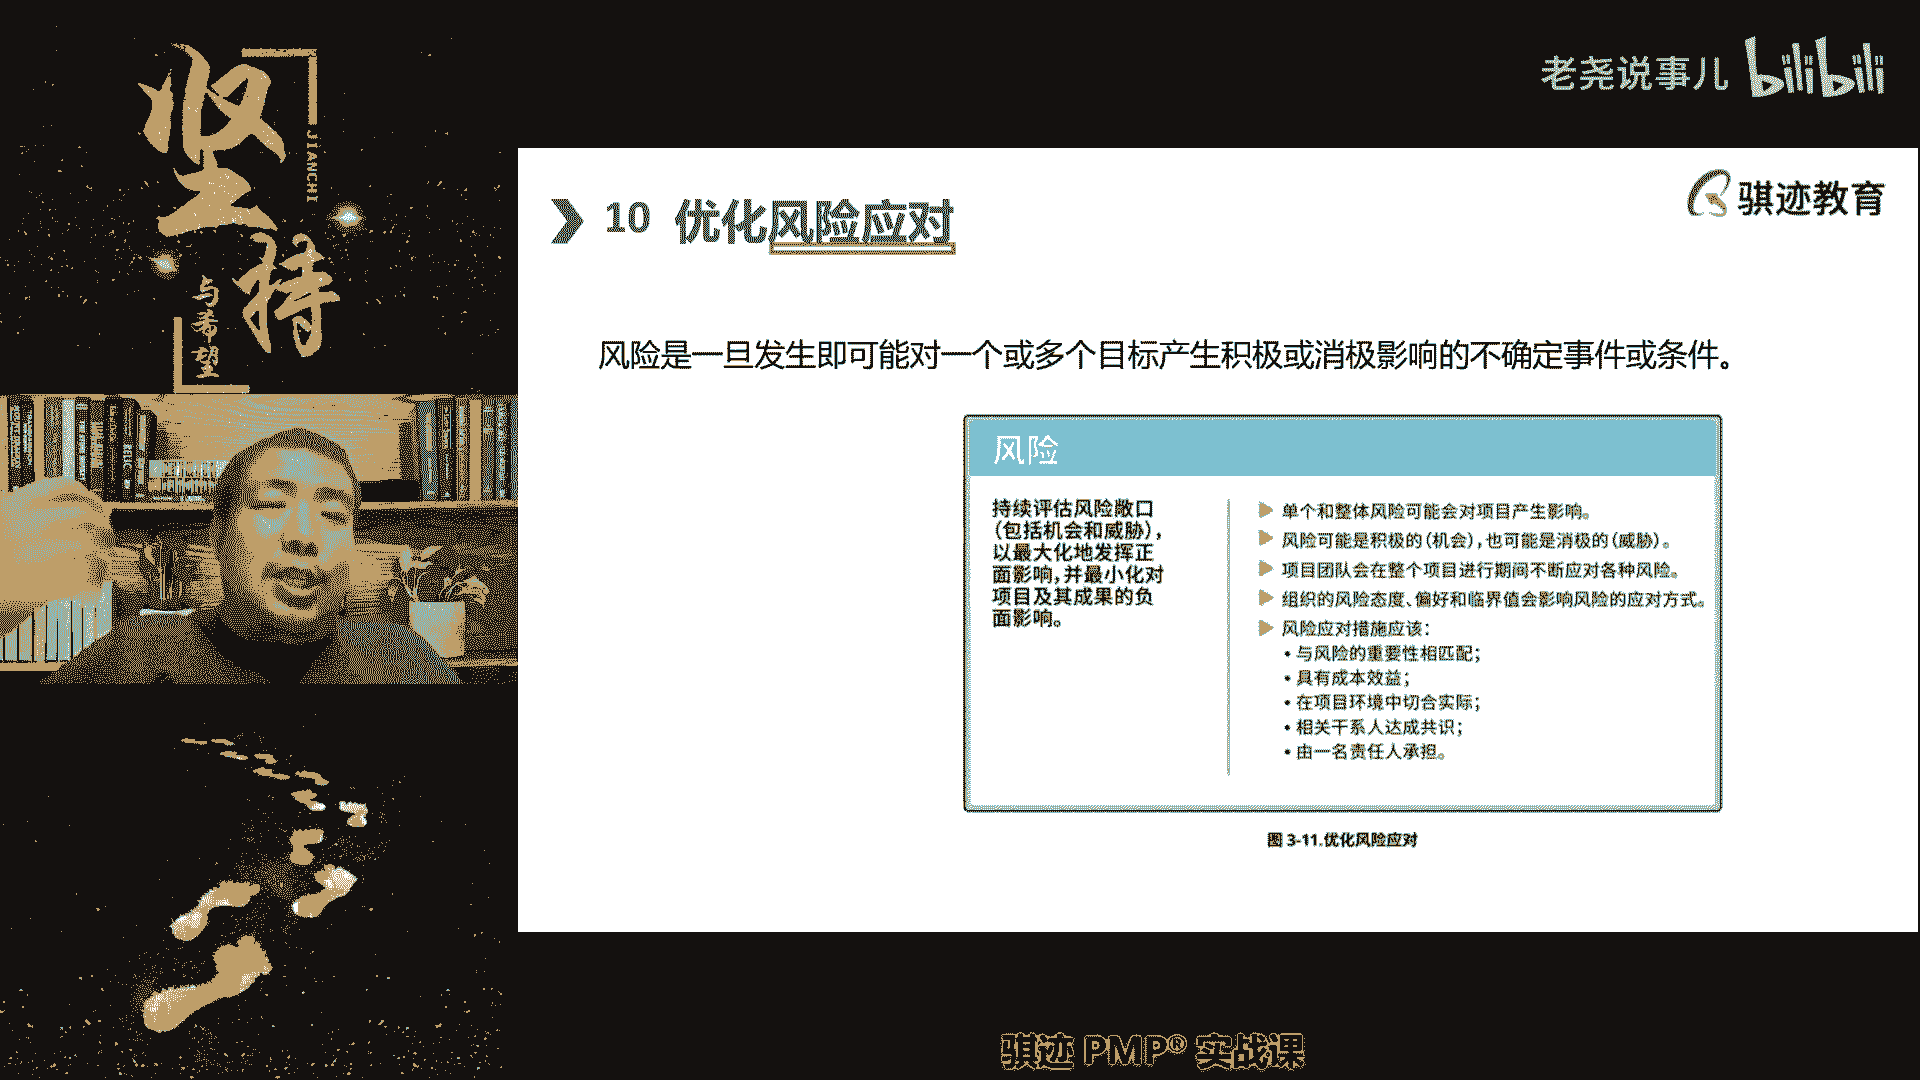 坚持
JIANCHI
与希望
老尧说事儿 bilibili
骐迹教育
10 优化风险应对
风险是一旦发生即可能对一个或多个目标产生积极或消极影响的不确定事件或条件。
风险
持续评估风险敞口
（包括机会和威胁），
以最大化地发挥正
面影响，并最小化对
项目及其成果的负
面影响。
单个和整体风险可能会对项目产生影响。
风险可能是积极的（机会），也可能是消极的（威胁）。
项目团队会在整个项目进行期间不断应对各种风险。
组织的风险态度、偏好和临界值会影响风险的应对方式。
风险应对措施应该：
• 与风险的重要性相匹配；
• 具有成本效益；
• 在项目环境中切合实际；
• 相关干系人达成共识；
• 由一名责任人承担。
图 3-11.优化风险应对
骐迹 PMP® 实战课